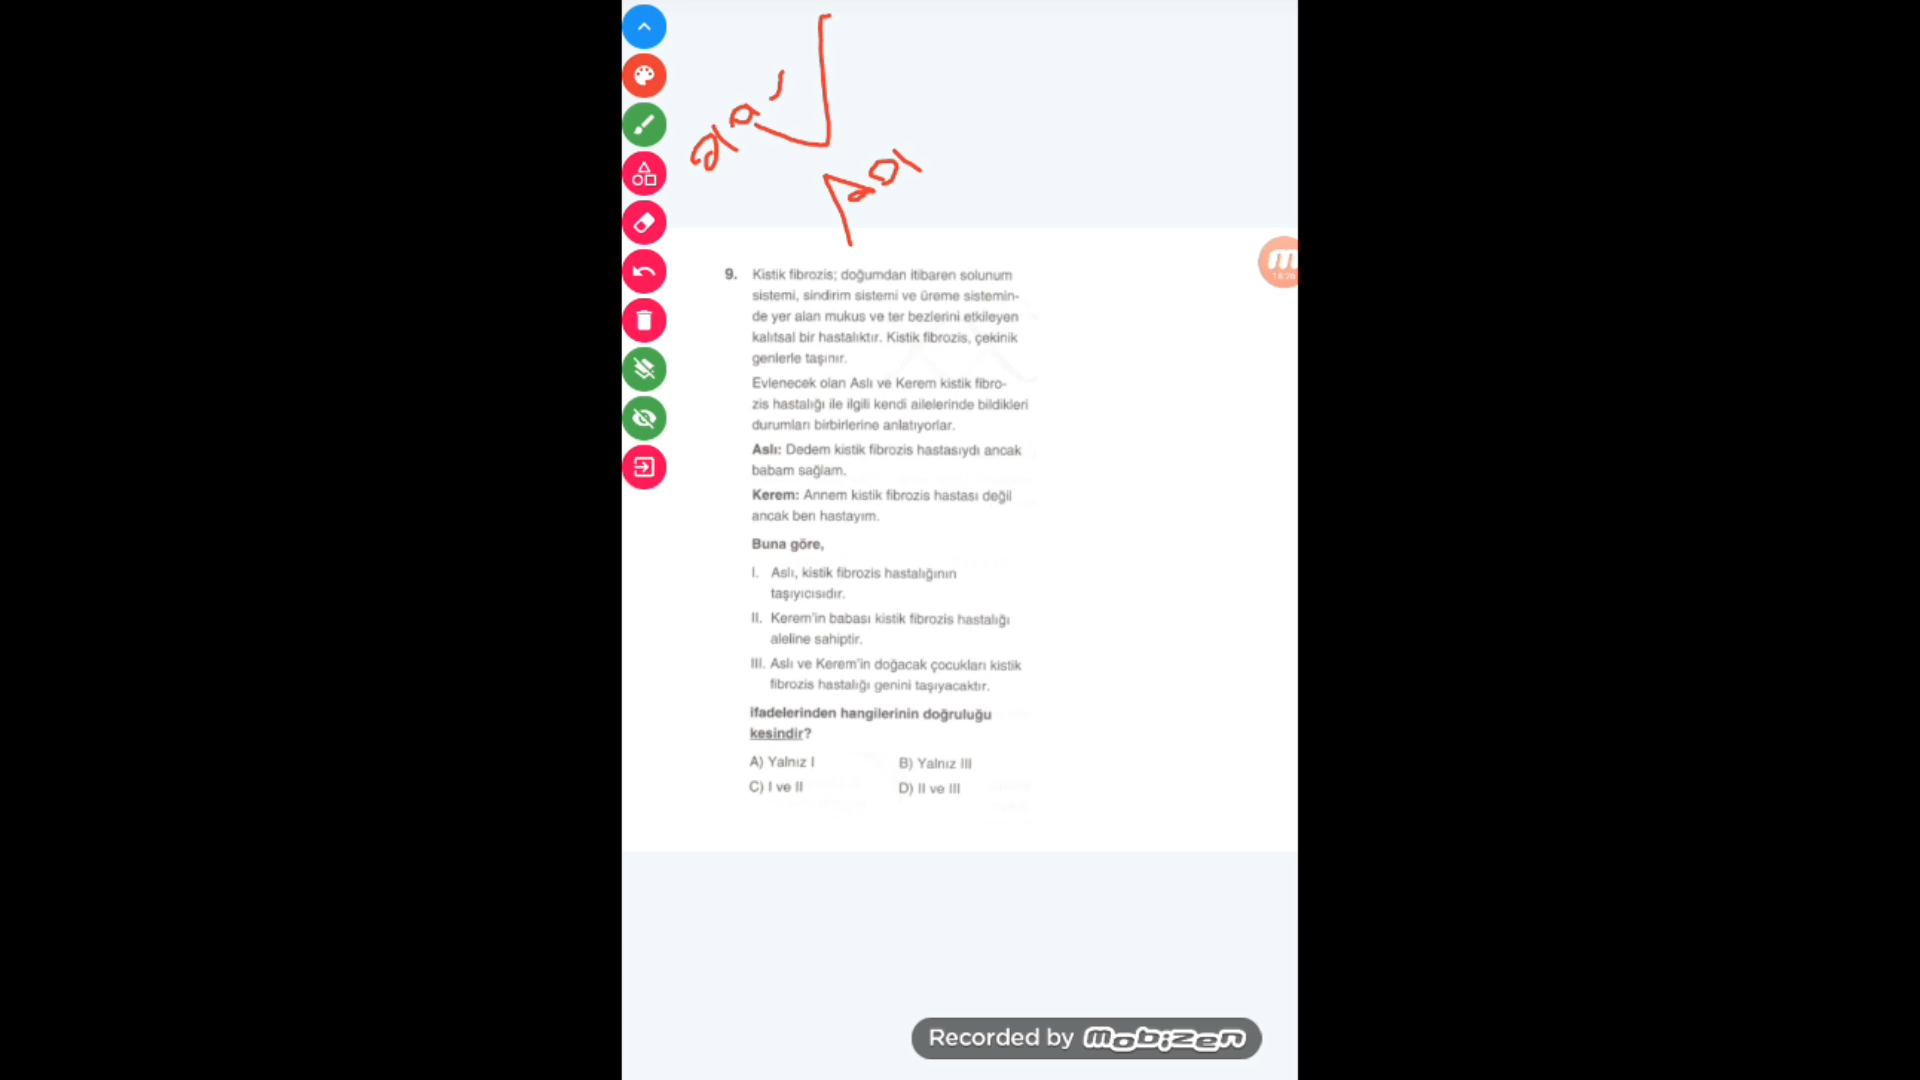 9. Kistik fibrozis; doğumdan itibaren solunum
sistemi, sindirim sistemi ve üreme sistemin-
de yer alan mukus ve ter bezlerini etkileyen
kalıtsal bir hastalıktır. Kistik fibrozis, çekinik
genlerle taşınır.
Evlenecek olan Aslı ve Kerem kistik fibro-
zis hastalığı ile ilgili kendi ailelerinde bildikleri
durumları birbirlerine anlatıyorlar.
Aslı: Dedem kistik fibrozis hastasıydı ancak
babam sağlam.
Kerem: Annem kistik fibrozis hastası değil
ancak ben hastayım.
Buna göre,
I. Aslı, kistik fibrozis hastalığının
taşıyıcısıdır.
II. Kerem'in babası kistik fibrozis hastalığı
aleline sahiptir.
III. Aslı ve Kerem'in doğacak çocukları kistik
fibrozis hastalığı genini taşıyacaktır.
ifadelerinden hangilerinin doğruluğu
kesindir?
A) Yalnız I B) Yalnız III
C) I ve II D) II ve III
Recorded by mobizen